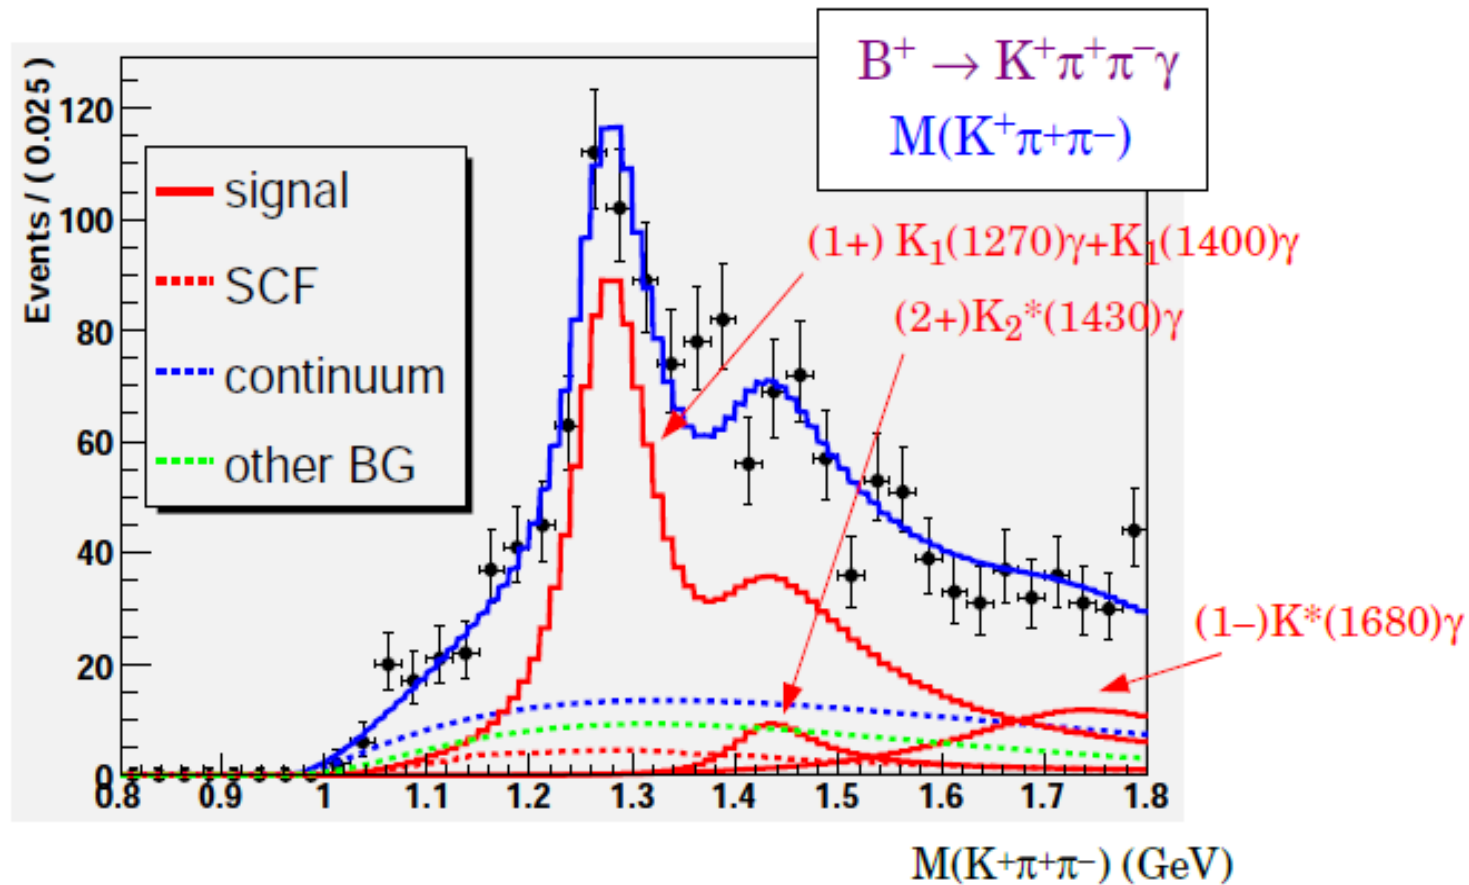 B⁺ → K⁺π⁺π⁻γ
M(K⁺π+π−)
Events / ( 0.025 )
120
100
80
60
40
20
0
signal
SCF
continuum
other BG
(1+) K₁(1270)γ+K₁(1400)γ
(2+)K₂*(1430)γ
(1−)K*(1680)γ
0.8
0.9
1
1.1
1.2
1.3
1.4
1.5
1.6
1.7
1.8
M(K+π+π−) (GeV)